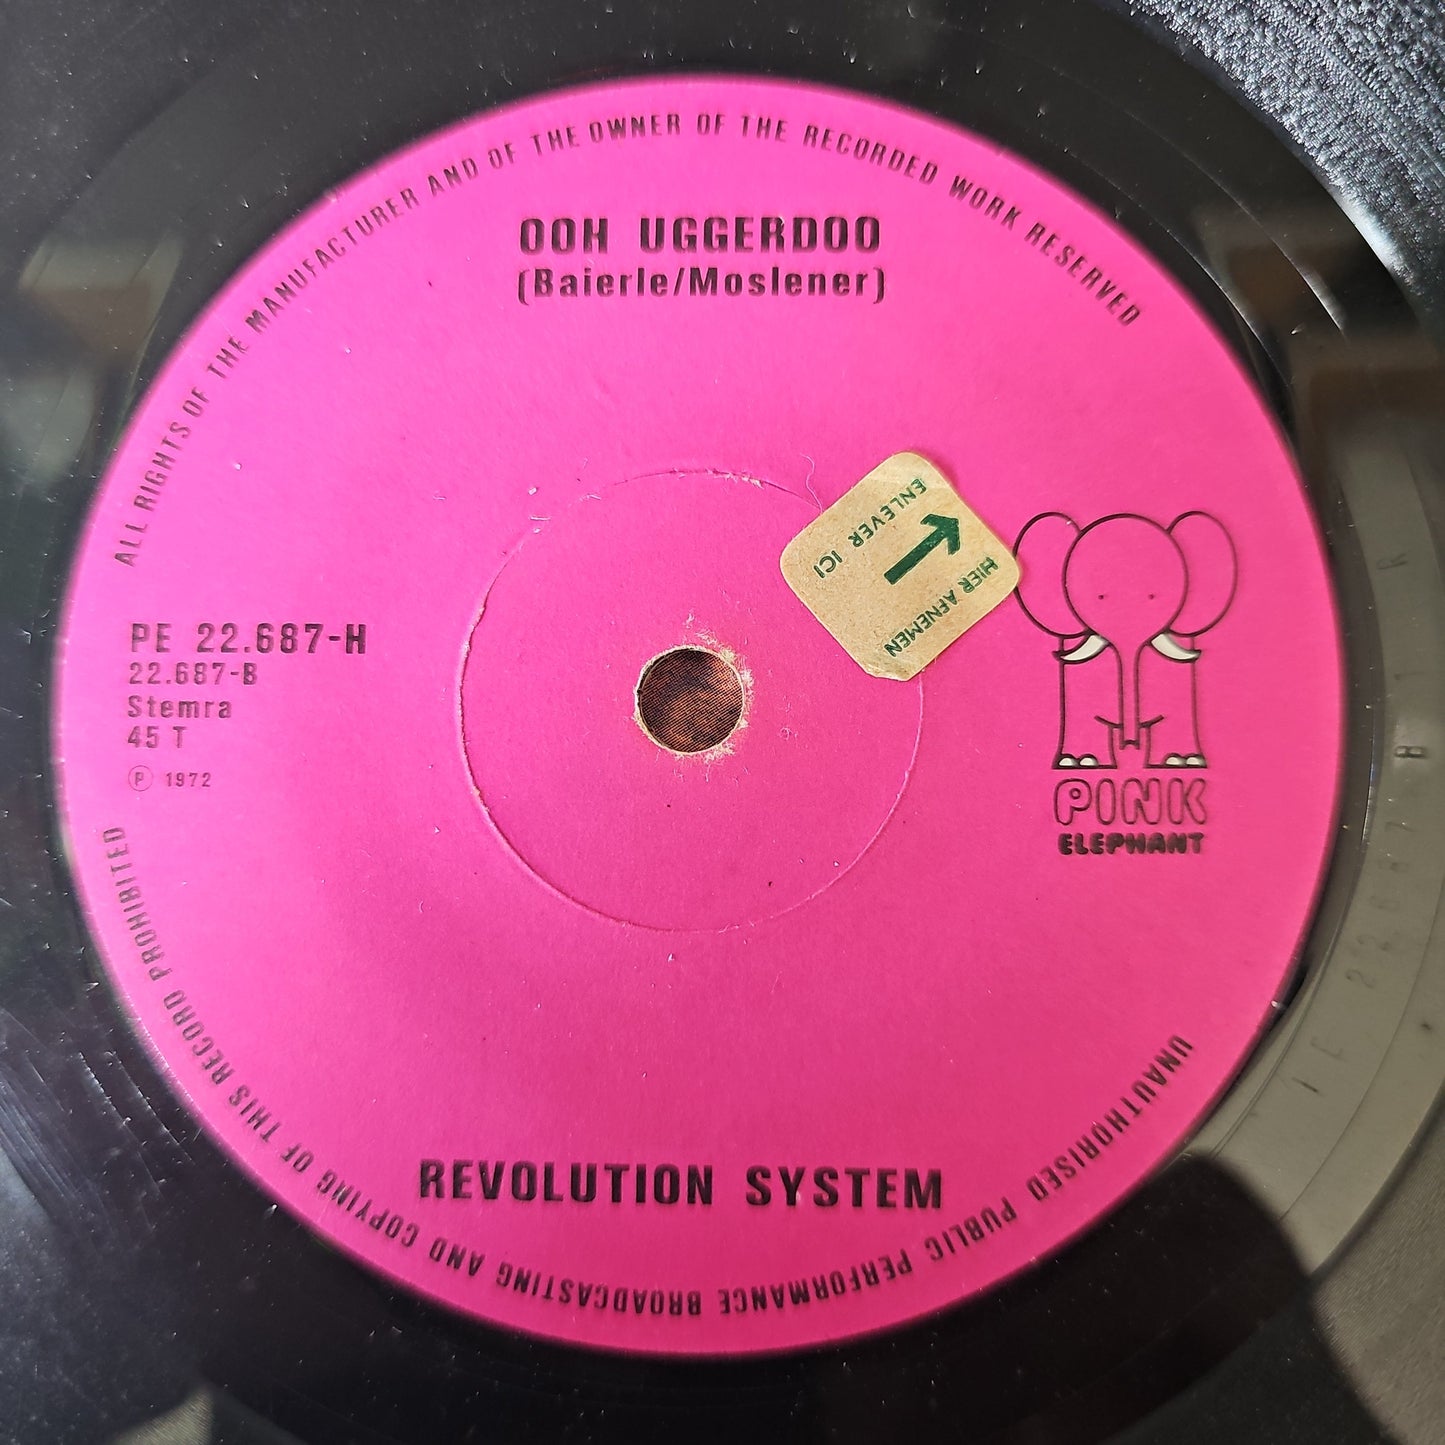 ALL RIGHTS OF THE MANUFACTURER AND OF THE OWNER OF THE RECORDED WORK RESERVED
OOH UGGERDOO
(Baierle/Moslener)
ENLEVER ICI
HIER AFNEMEN
PE 22.687-H
22.687-B
Stemra
45 T
Ⓟ 1972
PINK
ELEPHANT
REVOLUTION SYSTEM
UNAUTHORISED PUBLIC PERFORMANCE BROADCASTING AND COPYING OF THIS RECORD PROHIBITED